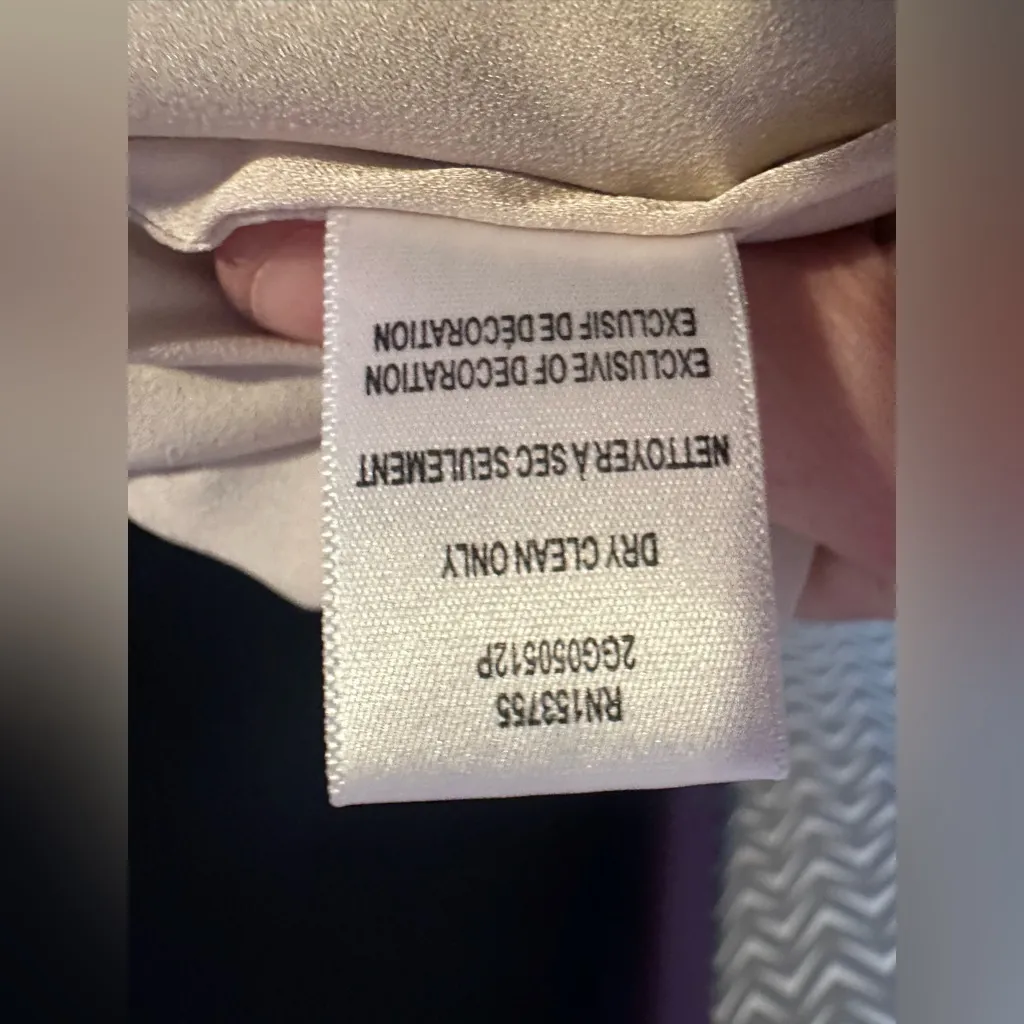 RN153755
2GG050512P
DRY CLEAN ONLY
NETTOYER À SEC SEULEMENT
EXCLUSIVE OF DECORATION
EXCLUSIF DE DÉCORATION